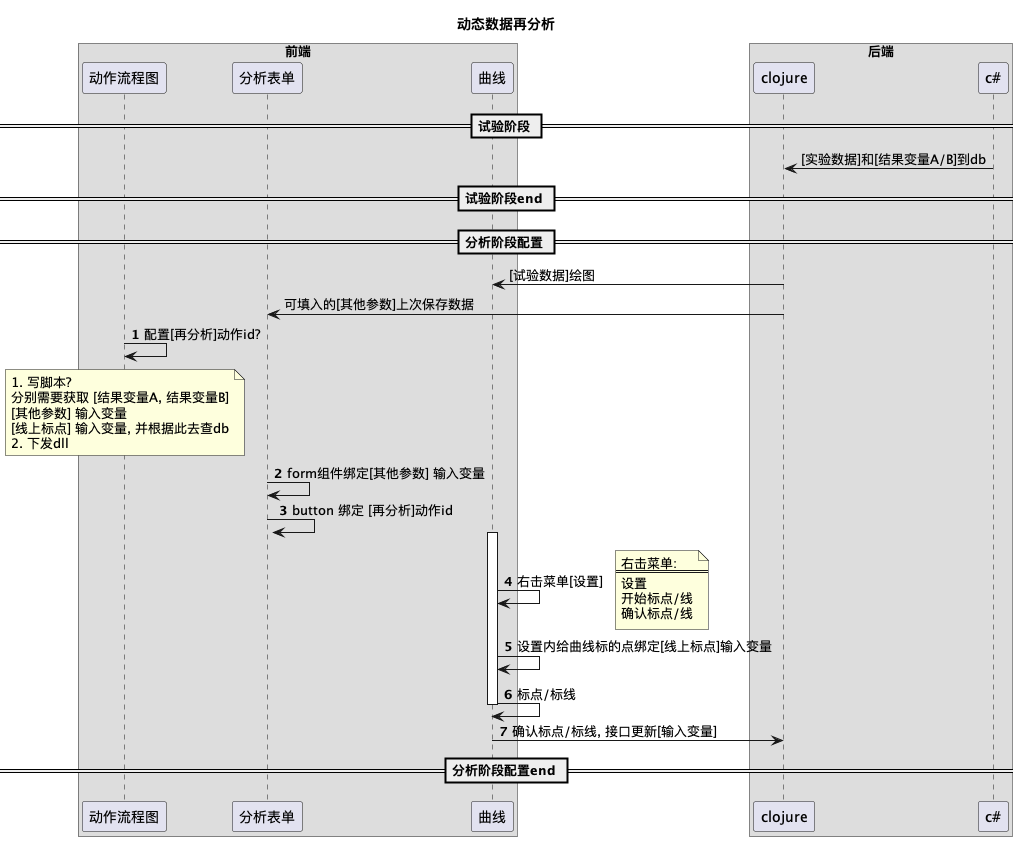 动态数据再分析
前端
后端
动作流程图
分析表单
曲线
clojure
c#
试验阶段
[实验数据]和[结果变量A/B]到db
试验阶段end
分析阶段配置
[试验数据]绘图
可填入的[其他参数]上次保存数据
1 配置[再分析]动作id?
1. 写脚本?
分别需要获取 [结果变量A, 结果变量B]
[其他参数] 输入变量
[线上标点] 输入变量, 并根据此去查db
2. 下发dll
2 form组件绑定[其他参数] 输入变量
3 button 绑定 [再分析]动作id
右击菜单:
设置
开始标点/线
确认标点/线
4 右击菜单[设置]
5 设置内给曲线标的点绑定[线上标点]输入变量
6 标点/标线
7 确认标点/标线, 接口更新[输入变量]
分析阶段配置end
动作流程图
分析表单
曲线
clojure
c#